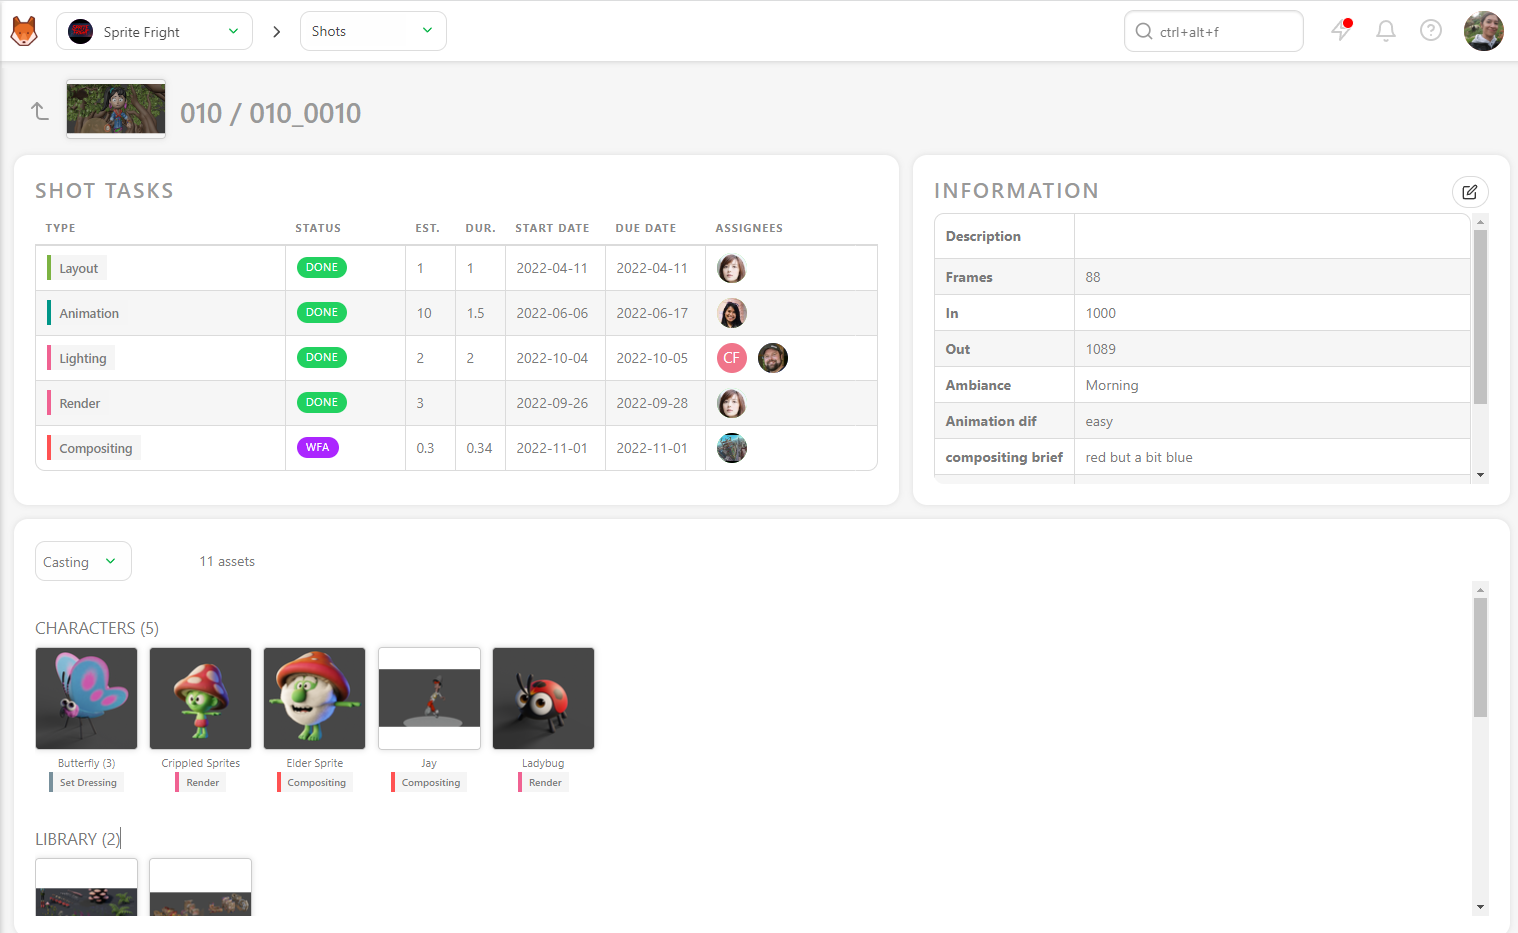 Sprite Fright
Shots
ctrl+alt+f
010 / 010_0010
SHOT TASKS
TYPE STATUS EST. DUR. START DATE DUE DATE ASSIGNEES
Layout DONE 1 1 2022-04-11 2022-04-11
Animation DONE 10 1.5 2022-06-06 2022-06-17
Lighting DONE 2 2 2022-10-04 2022-10-05 CF
Render DONE 3 2022-09-26 2022-09-28
Compositing WFA 0.3 0.34 2022-11-01 2022-11-01
INFORMATION
Description
Frames 88
In 1000
Out 1089
Ambiance Morning
Animation dif easy
compositing brief red but a bit blue
Casting 11 assets
CHARACTERS (5)
Butterfly (3) Crippled Sprites Elder Sprite Jay Ladybug
Set Dressing Render Compositing Compositing Render
LIBRARY (2)